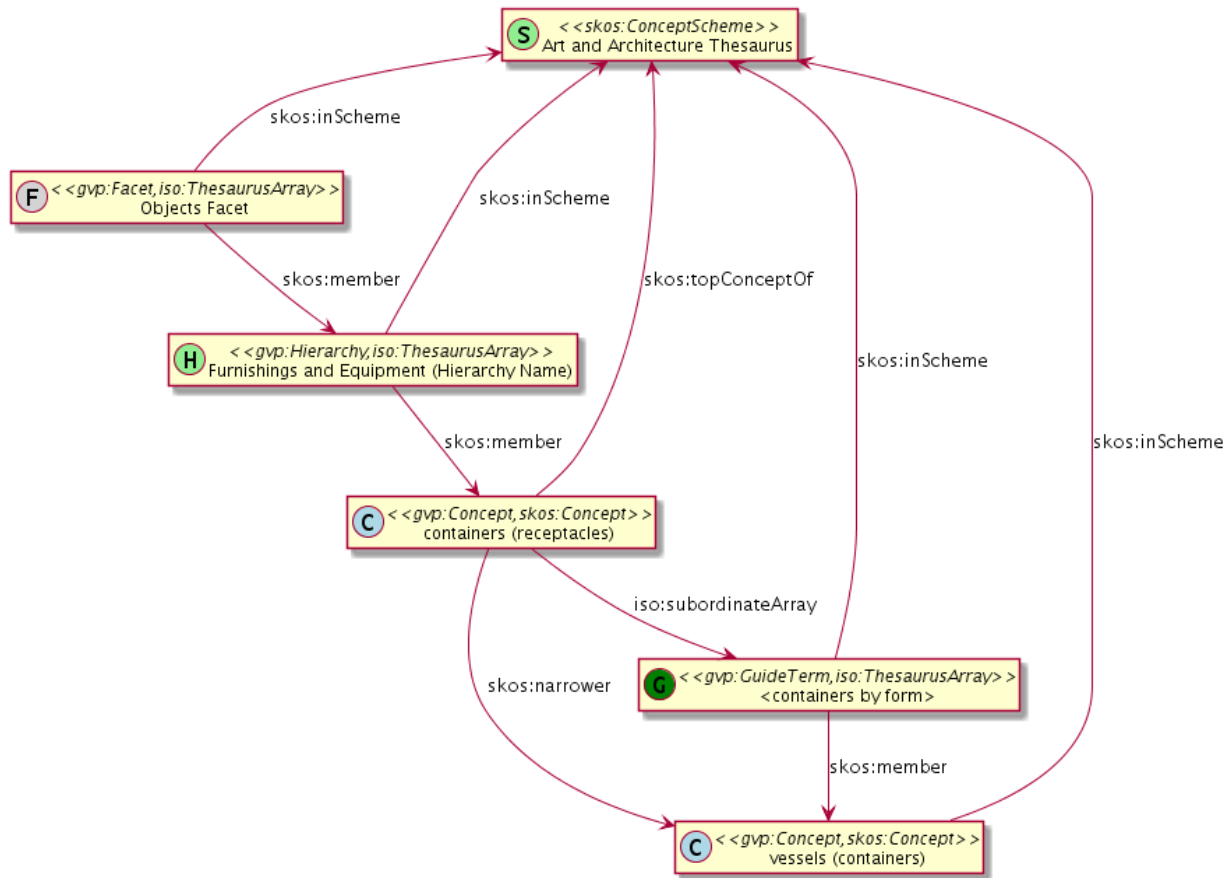 S
<<skos:ConceptScheme>>
Art and Architecture Thesaurus
skos:inScheme
F
<<gvp:Facet,iso:ThesaurusArray>>
Objects Facet
skos:inScheme
skos:member
skos:topConceptOf
H
<<gvp:Hierarchy,iso:ThesaurusArray>>
Furnishings and Equipment (Hierarchy Name)
skos:inScheme
skos:member
skos:inScheme
C
<<gvp:Concept,skos:Concept>>
containers (receptacles)
iso:subordinateArray
skos:narrower
G
<<gvp:GuideTerm,iso:ThesaurusArray>>
<containers by form>
skos:member
C
<<gvp:Concept,skos:Concept>>
vessels (containers)